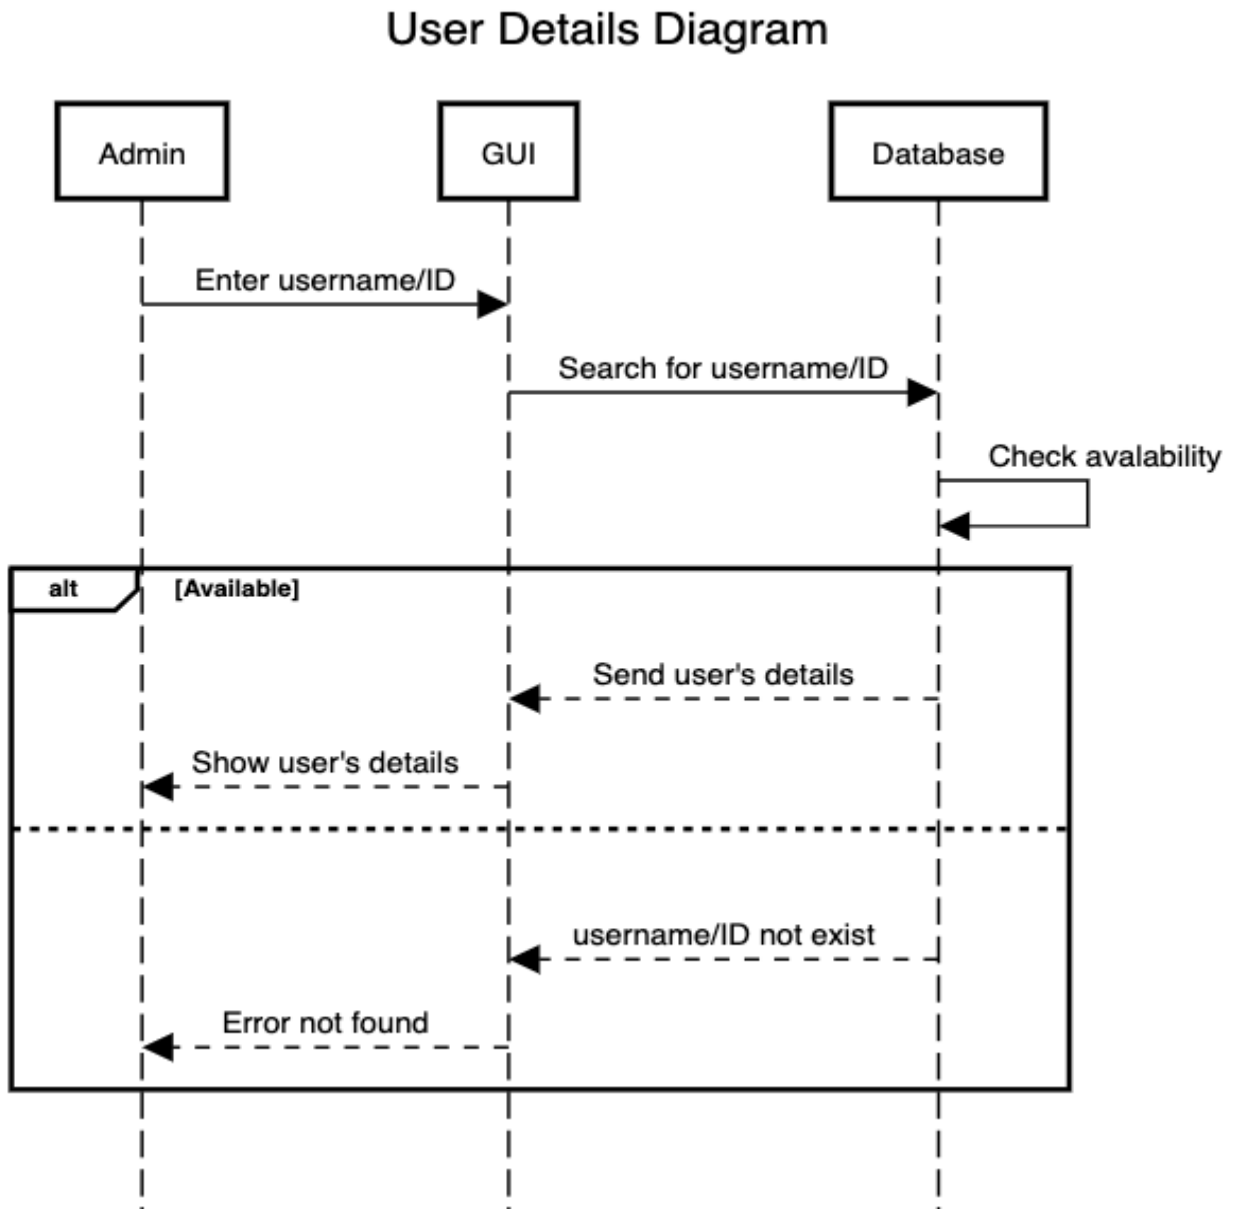 User Details Diagram
Admin
GUI
Database
Enter username/ID
Search for username/ID
Check avalability
alt
[Available]
Send user's details
Show user's details
username/ID not exist
Error not found